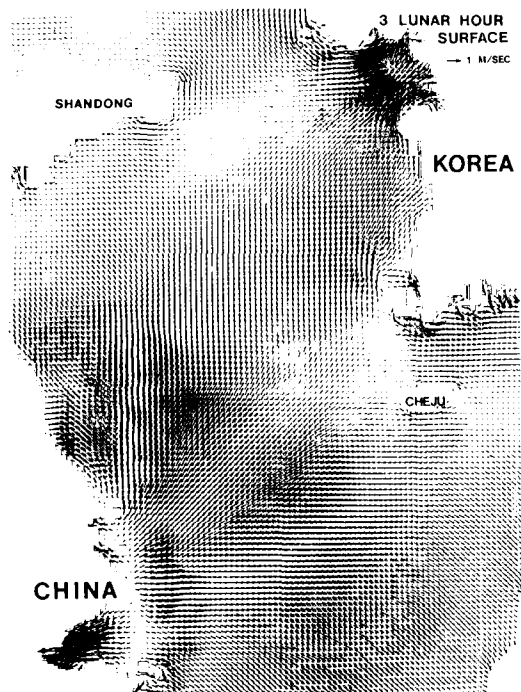 3 LUNAR HOUR
SURFACE
→ 1 M/SEC
SHANDONG
KOREA
CHEJU
CHINA